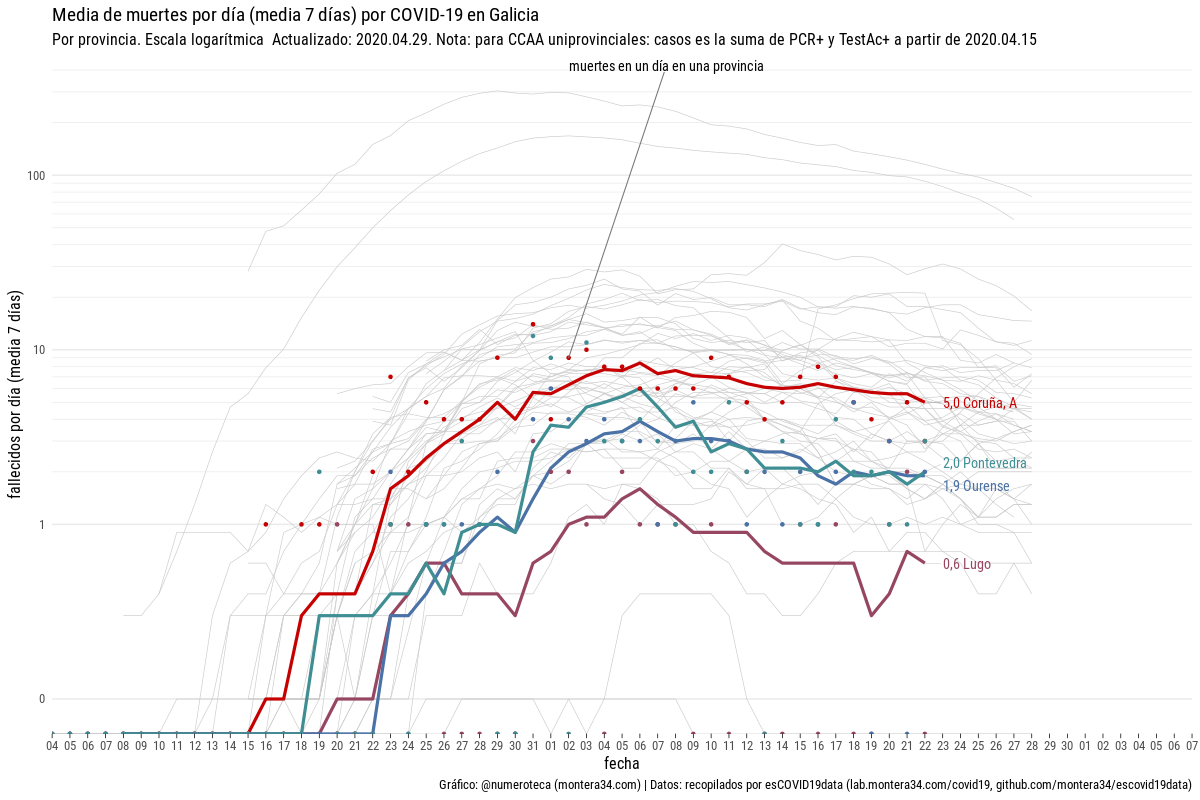 Media de muertes por día (media 7 días) por COVID-19 en Galicia
Por provincia. Escala logarítmica  Actualizado: 2020.04.29. Nota: para CCAA uniprovinciales: casos es la suma de PCR+ y TestAc+ a partir de 2020.04.15
muertes en un día en una provincia
100
10
1
0
fallecidos por día (media 7 días)
5,0 Coruña, A
2,0 Pontevedra
1,9 Ourense
0,6 Lugo
04 05 06 07 08 09 10 11 12 13 14 15 16 17 18 19 20 21 22 23 24 25 26 27 28 29 30 31 01 02 03 04 05 06 07 08 09 10 11 12 13 14 15 16 17 18 19 20 21 22 23 24 25 26 27 28 29 30 01 02 03 04 05 06 07
fecha
Gráfico: @numeroteca (montera34.com) | Datos: recopilados por esCOVID19data (lab.montera34.com/covid19, github.com/montera34/escovid19data)